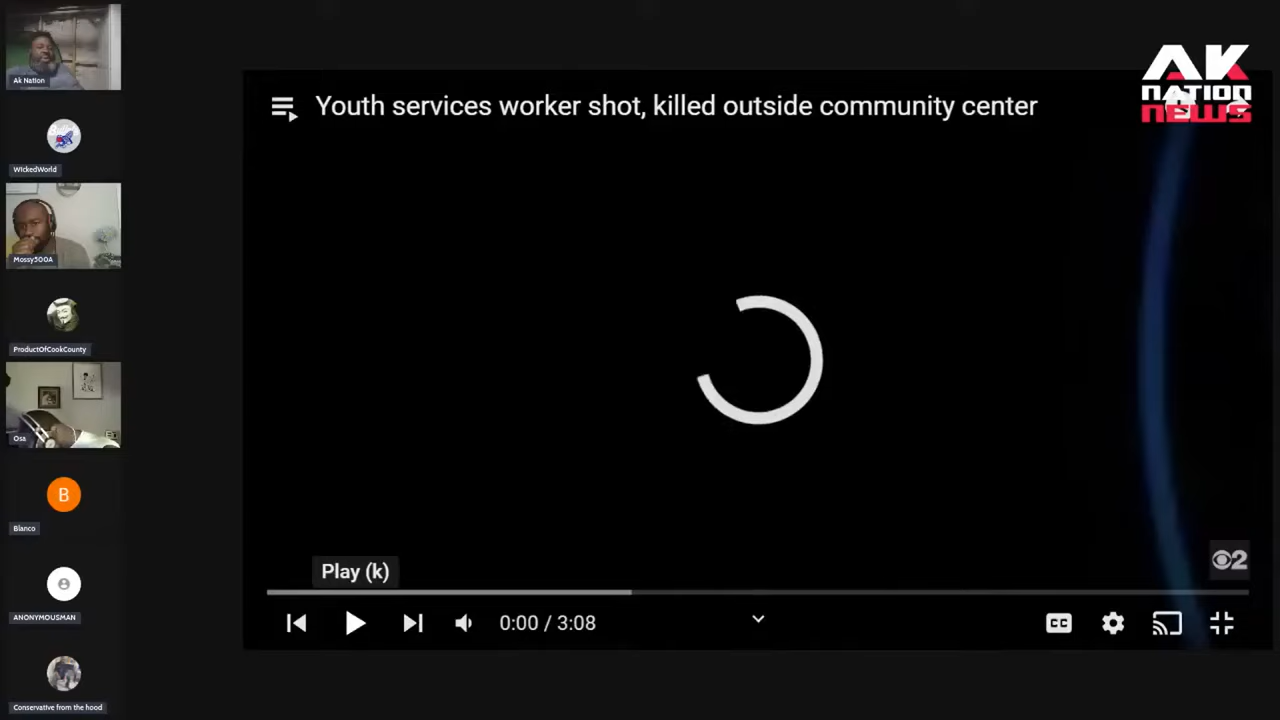 Ak Nation
WIckedWorld
Mossy500A
ProductOfCookCounty
Osa
B
Blanco
ANONYMOUSMAN
Conservative from the hood
Youth services worker shot, killed outside community center
AK
NATION
NEWS
2
Play (k)
0:00 / 3:08
CC